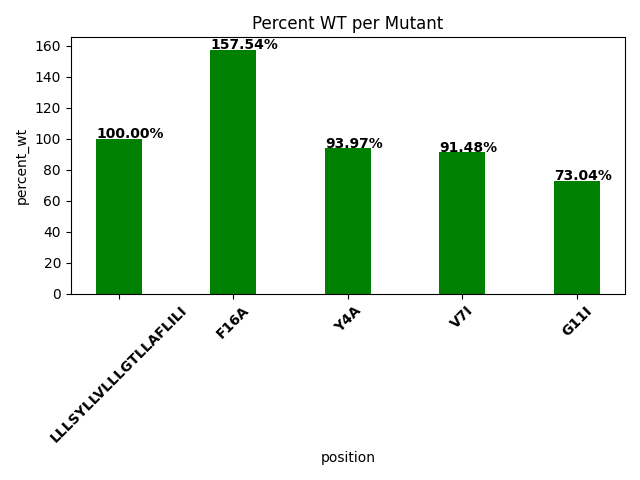 Percent WT per Mutant
percent_wt
160
140
120
100
80
60
40
20
0
100.00%
157.54%
93.97%
91.48%
73.04%
LLLSYLLVLLLGTLLAFLILI
F16A
Y4A
V7I
G11I
position